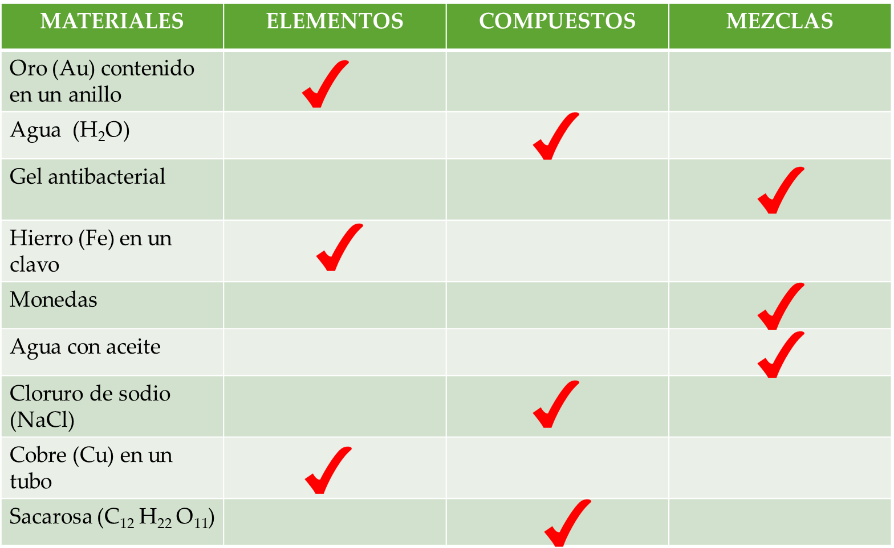 MATERIALES ELEMENTOS COMPUESTOS MEZCLAS
Oro (Au) contenido
en un anillo
Agua (H₂O)
Gel antibacterial
Hierro (Fe) en un
clavo
Monedas
Agua con aceite
Cloruro de sodio
(NaCl)
Cobre (Cu) en un
tubo
Sacarosa (C₁₂ H₂₂ O₁₁)